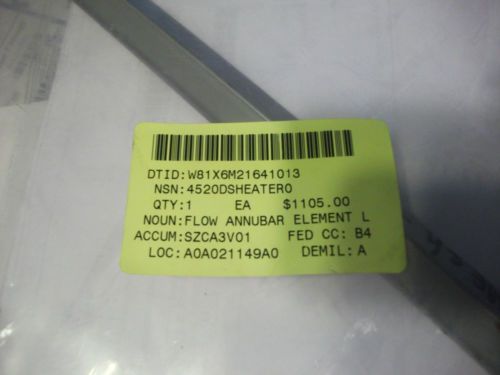 DTID:W81X6M21641013
NSN:4520DSHEATER0
QTY:1 EA $1105.00
NOUN:FLOW ANNUBAR ELEMENT L
ACCUM:SZCA3V01 FED CC: B4
LOC:A0A021149A0 DEMIL: A